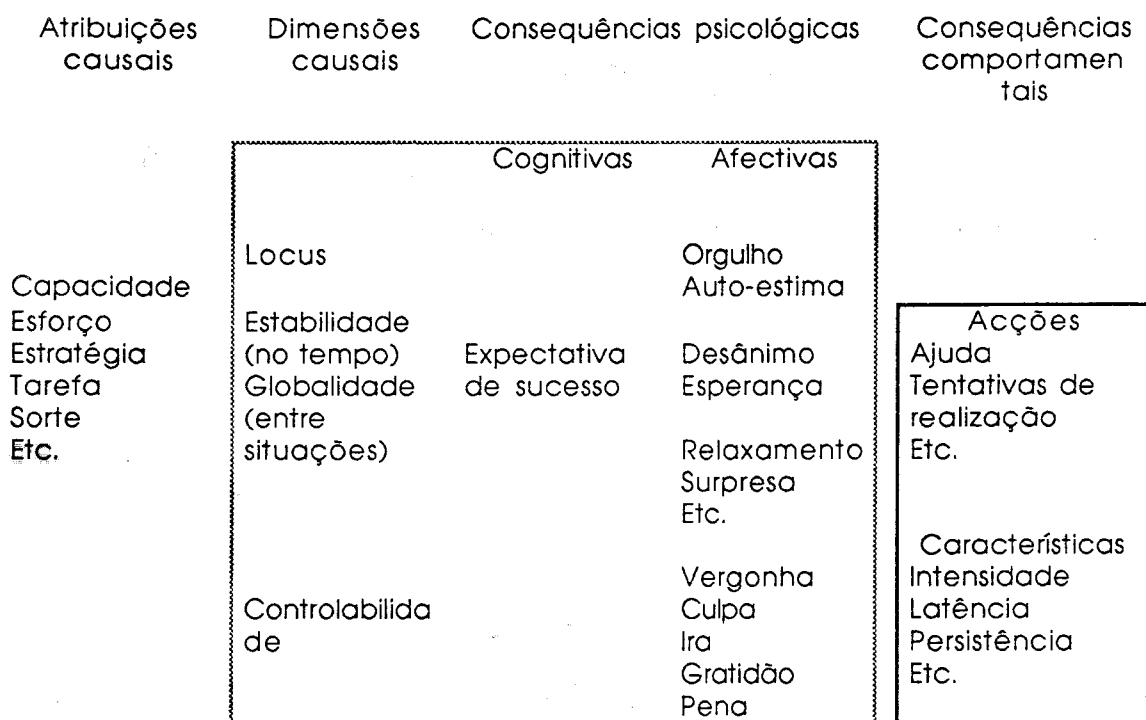 Atribuições causais
Dimensões causais
Consequências psicológicas
Consequências comportamen tais
Cognitivas
Afectivas
Capacidade
Esforço
Estratégia
Tarefa
Sorte
Etc.
Locus
Estabilidade
(no tempo)
Globalidade
(entre
situações)
Controlabilida
de
Expectativa
de sucesso
Orgulho
Auto-estima
Desânimo
Esperança
Relaxamento
Surpresa
Etc.
Vergonha
Culpa
Ira
Gratidão
Pena
Acções
Ajuda
Tentativas de
realização
Etc.
Características
Intensidade
Latência
Persistência
Etc.